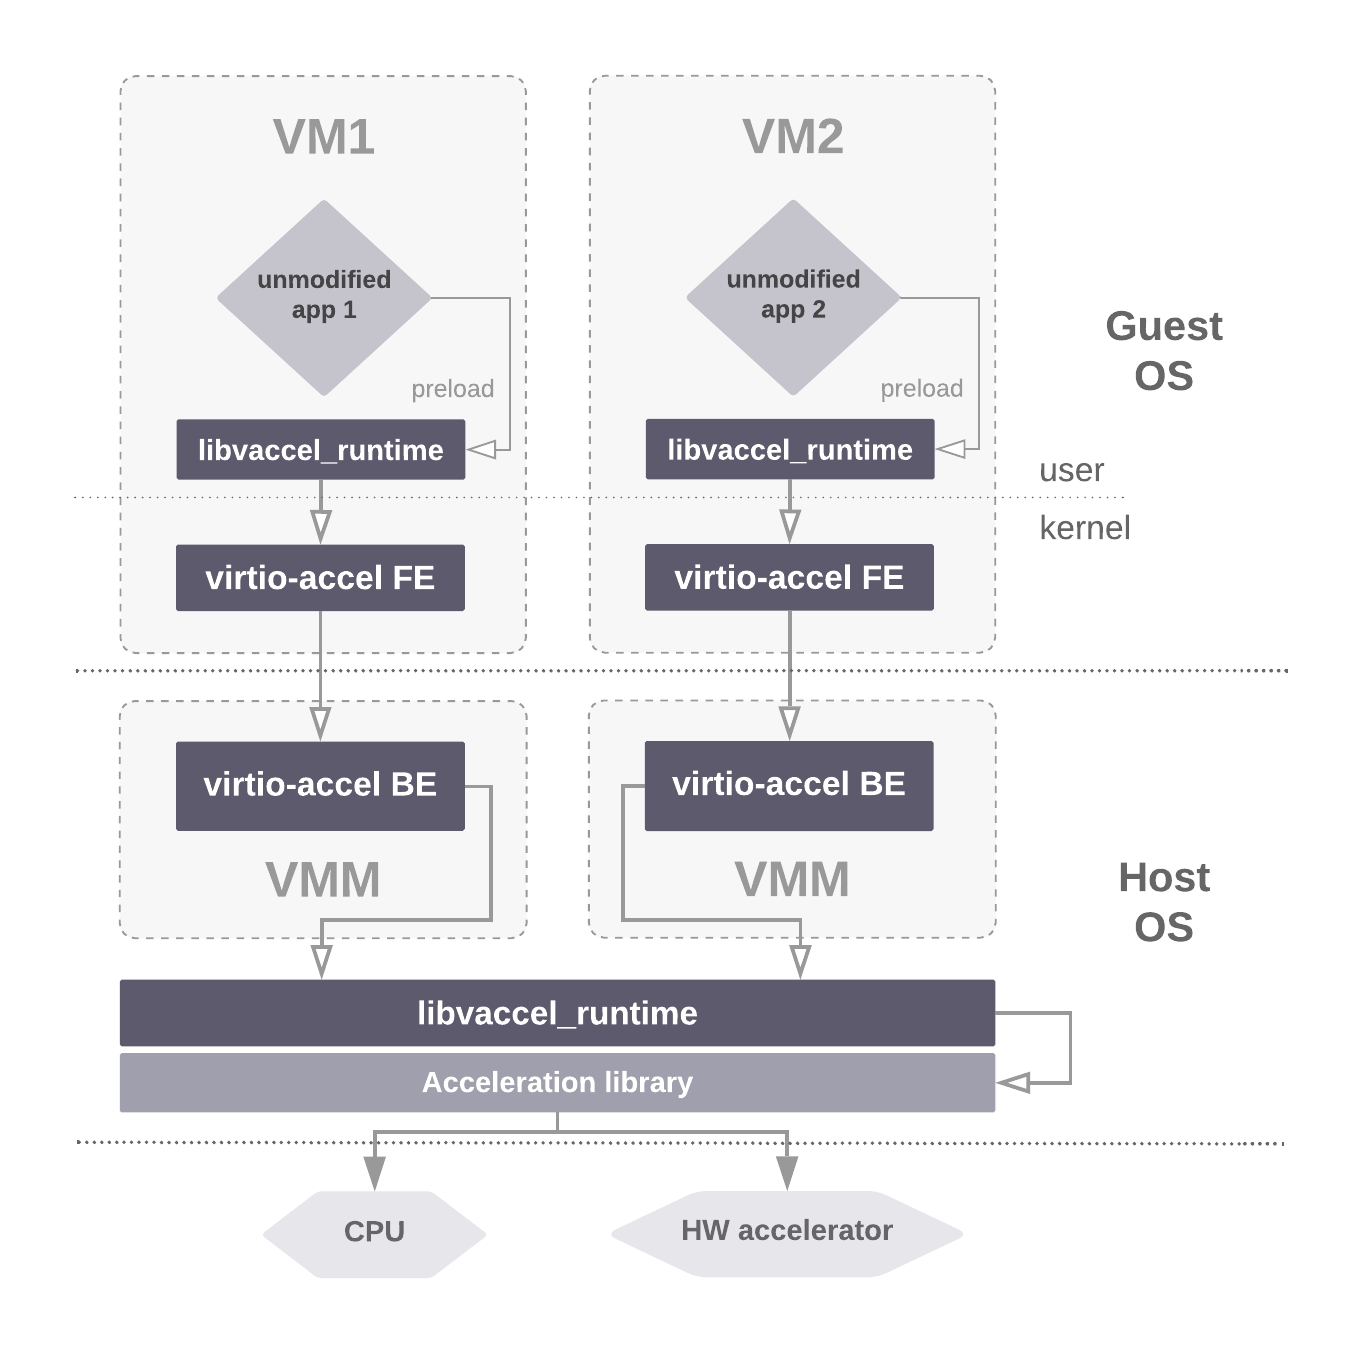 VM1
VM2
unmodified
app 1
unmodified
app 2
Guest
OS
preload
preload
libvaccel_runtime
libvaccel_runtime
user
kernel
virtio-accel FE
virtio-accel FE
virtio-accel BE
virtio-accel BE
VMM
VMM
Host
OS
libvaccel_runtime
Acceleration library
CPU
HW accelerator